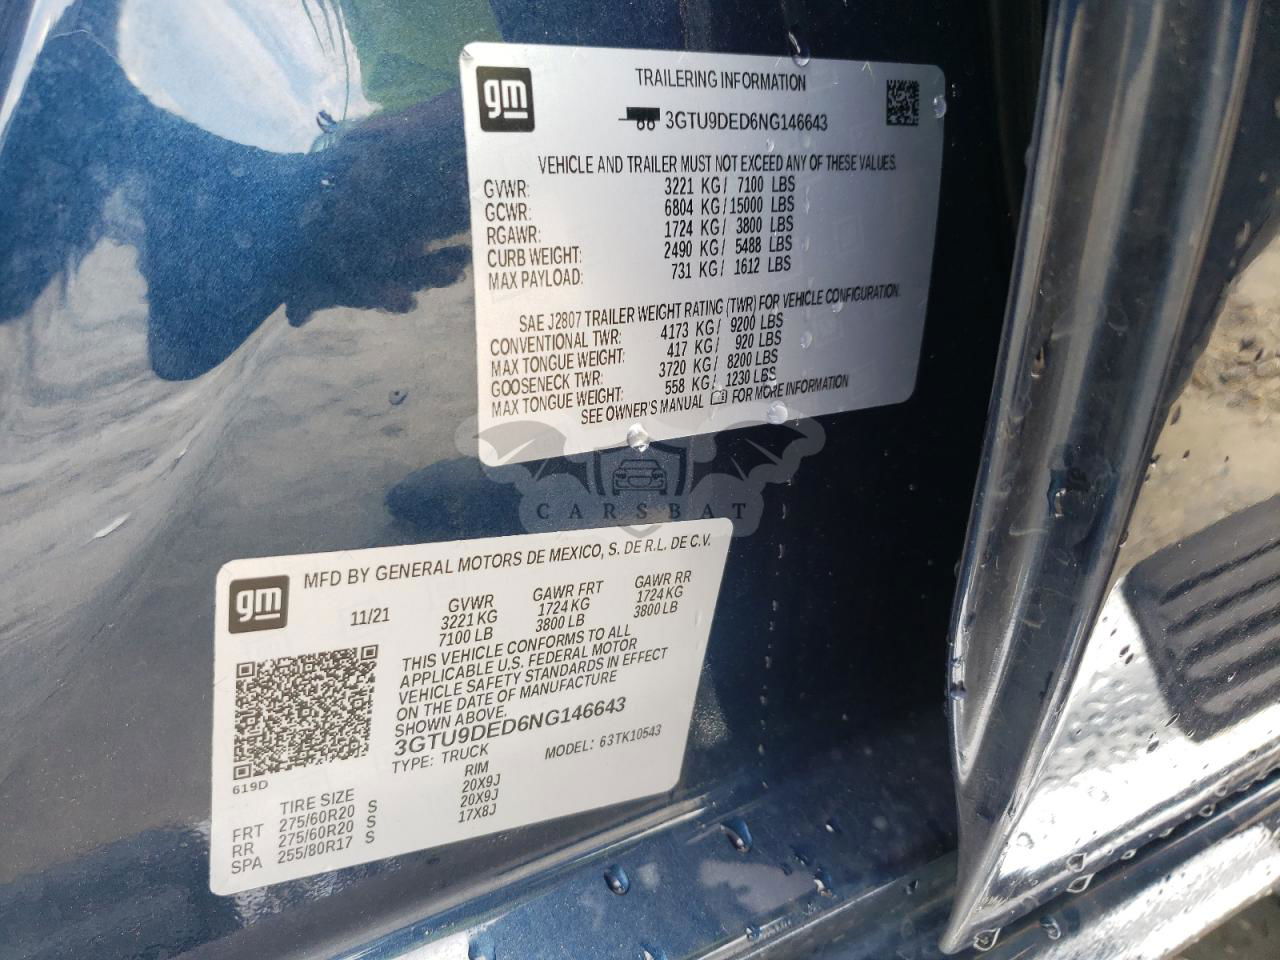 gm
TRAILERING INFORMATION
3GTU9DED6NG146643
VEHICLE AND TRAILER MUST NOT EXCEED ANY OF THESE VALUES.
GVWR: 3221 KG/ 7100 LBS
GCWR: 6804 KG/15000 LBS
RGAWR: 1724 KG/ 3800 LBS
CURB WEIGHT: 2490 KG/ 5488 LBS
MAX PAYLOAD: 731 KG/ 1612 LBS
SAE J2807 TRAILER WEIGHT RATING (TWR) FOR VEHICLE CONFIGURATION.
CONVENTIONAL TWR: 4173 KG/ 9200 LBS
MAX TONGUE WEIGHT: 417 KG/ 920 LBS
GOOSENECK TWR: 3720 KG/ 8200 LBS
MAX TONGUE WEIGHT: 558 KG/ 1230 LBS
SEE OWNER'S MANUAL FOR MORE INFORMATION
CARSBAT
gm
MFD BY GENERAL MOTORS DE MEXICO, S. DE R.L. DE C.V.
11/21 GVWR GAWR FRT GAWR RR
3221 KG 1724 KG 1724 KG
7100 LB 3800 LB 3800 LB
THIS VEHICLE CONFORMS TO ALL
APPLICABLE U.S. FEDERAL MOTOR
VEHICLE SAFETY STANDARDS IN EFFECT
ON THE DATE OF MANUFACTURE
SHOWN ABOVE.
3GTU9DED6NG146643
TYPE: TRUCK MODEL: 63TK10543
619D
TIRE SIZE RIM
FRT 275/60R20 S 20X9J
RR 275/60R20 S 20X9J
SPA 255/80R17 S 17X8J